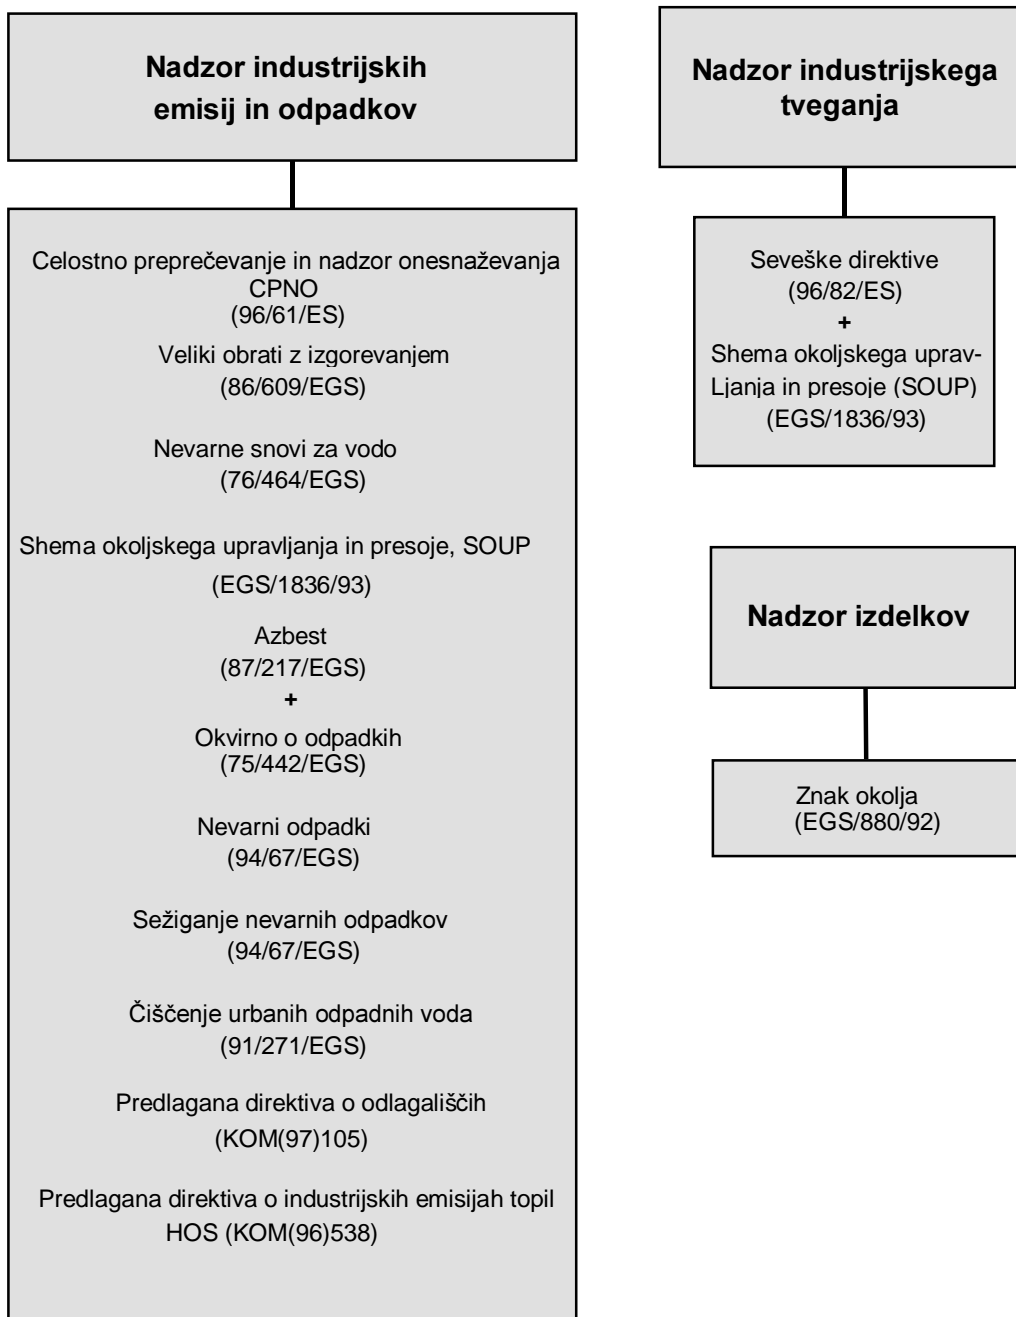 Nadzor industrijskih
emisij in odpadkov
Celostno preprečevanje in nadzor onesnaževanja
CPNO
(96/61/ES)
Veliki obrati z izgorevanjem
(86/609/EGS)
Nevarne snovi za vodo
(76/464/EGS)
Shema okoljskega upravljanja in presoje, SOUP
(EGS/1836/93)
Azbest
(87/217/EGS)
+
Okvirno o odpadkih
(75/442/EGS)
Nevarni odpadki
(94/67/EGS)
Sežiganje nevarnih odpadkov
(94/67/EGS)
Čiščenje urbanih odpadnih voda
(91/271/EGS)
Predlagana direktiva o odlagališčih
(KOM(97)105)
Predlagana direktiva o industrijskih emisijah topil
HOS (KOM(96)538)
Nadzor industrijskega
tveganja
Seveške direktive
(96/82/ES)
+
Shema okoljskega uprav-
Ljanja in presoje (SOUP)
(EGS/1836/93)
Nadzor izdelkov
Znak okolja
(EGS/880/92)